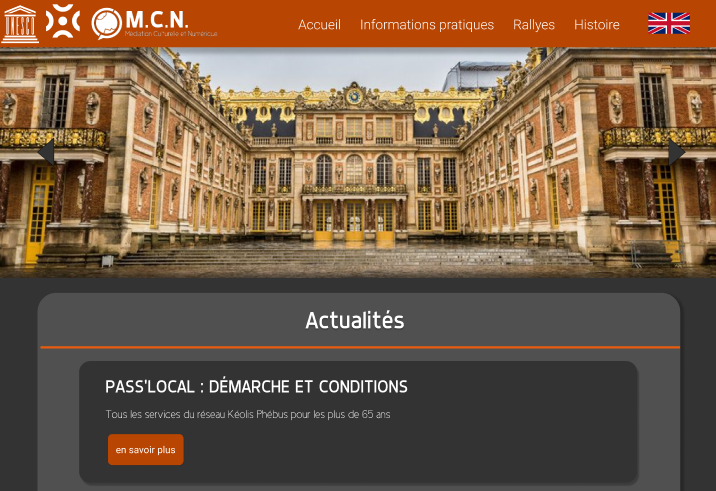 UNESCO
M.C.N.
Médiation Culturelle et Numérique
Accueil Informations pratiques Rallyes Histoire
Actualités
PASS'LOCAL : DÉMARCHE ET CONDITIONS
Tous les services du réseau Kéolis Phébus pour les plus de 65 ans
en savoir plus